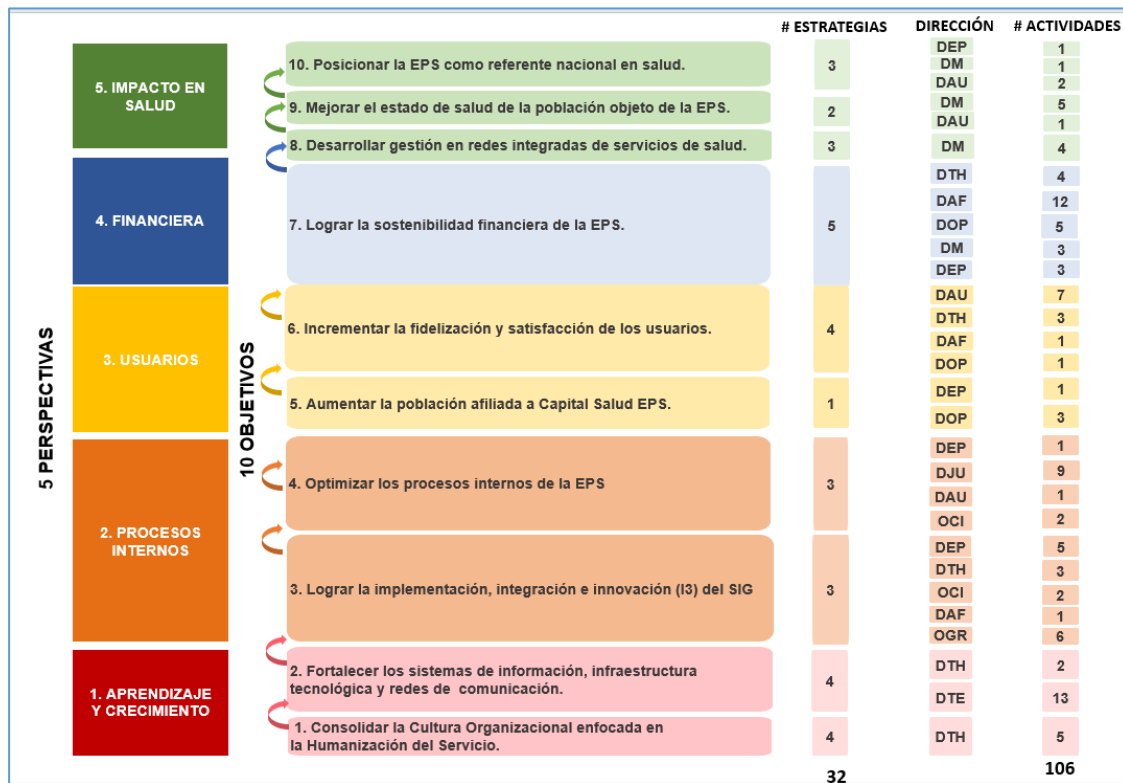 # ESTRATEGIAS DIRECCIÓN # ACTIVIDADES
5 PERSPECTIVAS
10 OBJETIVOS
5. IMPACTO EN
SALUD
10. Posicionar la EPS como referente nacional en salud.
3
DEP 1
DM 1
DAU 2
9. Mejorar el estado de salud de la población objeto de la EPS.
2
DM 5
DAU 1
8. Desarrollar gestión en redes integradas de servicios de salud.
3
DM 4
4. FINANCIERA
7. Lograr la sostenibilidad financiera de la EPS.
5
DTH 4
DAF 12
DOP 5
DM 3
DEP 3
3. USUARIOS
6. Incrementar la fidelización y satisfacción de los usuarios.
4
DAU 7
DTH 3
DAF 1
DOP 1
5. Aumentar la población afiliada a Capital Salud EPS.
1
DEP 1
DOP 3
2. PROCESOS
INTERNOS
4. Optimizar los procesos internos de la EPS
3
DEP 1
DJU 9
DAU 1
OCI 2
3. Lograr la implementación, integración e innovación (I3) del SIG
3
DEP 5
DTH 3
OCI 2
DAF 1
OGR 6
1. APRENDIZAJE
Y CRECIMIENTO
2. Fortalecer los sistemas de información, infraestructura
tecnológica y redes de comunicación.
4
DTH 2
DTE 13
1. Consolidar la Cultura Organizacional enfocada en
la Humanización del Servicio.
4
DTH 5
32 106